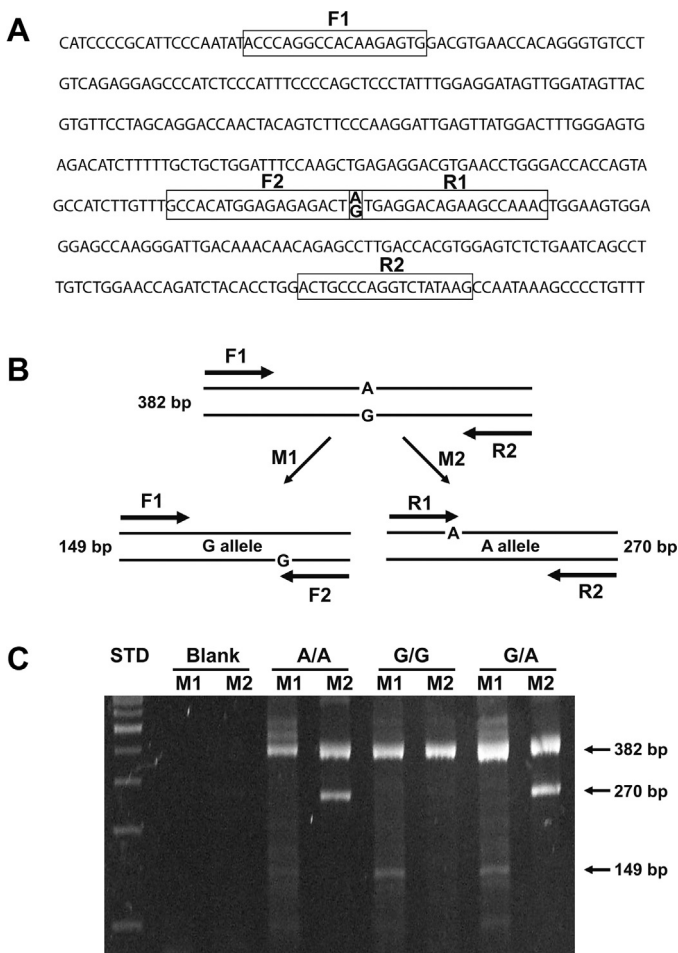 A
F1
CATCCCCGCATTCCCAATATACCCAGGCCACAAGAGTGGACGTGAACCACAGGGTGTCCT
GTCAGAGGAGCCCATCTCCCATTTCCCCAGCTCCCTATTTGGAGGATAGTTGGATAGTTAC
GTGTTCCTAGCAGGACCAACTACAGTCTTCCCAAGGATTGAGTTATGGACTTTGGGAGTG
AGACATCTTTTTGCTGCTGGATTTCCAAGCTGAGAGGACGTGAACCTGGGACCACCAGTA
F2 R1
GCCATCTTGTTTGCCACATGGAGAGAGACT A/G TGAGGACAGAAGCCAAACTGGAAGTGGA
GGAGCCAAGGGATTGACAAACAACAGAGCCTTGACCACGTGGAGTCTCTGAATCAGCCT
R2
TGTCTGGAACCAGATCTACACCTGGACTGCCCAGGTCTATAAGCCAATAAAGCCCCTGTTT
B
F1
A
382 bp
G
R2
M1 M2
F1 R1
149 bp G allele A allele 270 bp
G A
F2 R2
C
STD Blank A/A G/G G/A
M1 M2 M1 M2 M1 M2 M1 M2
382 bp
270 bp
149 bp